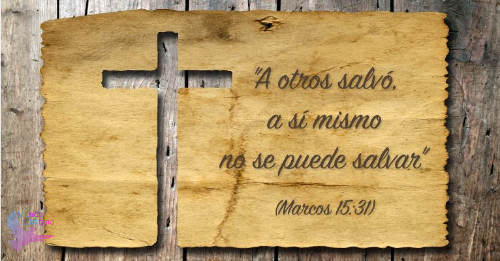 "A otros salvó,
a sí mismo
no se puede salvar"
(Marcos 15:31)